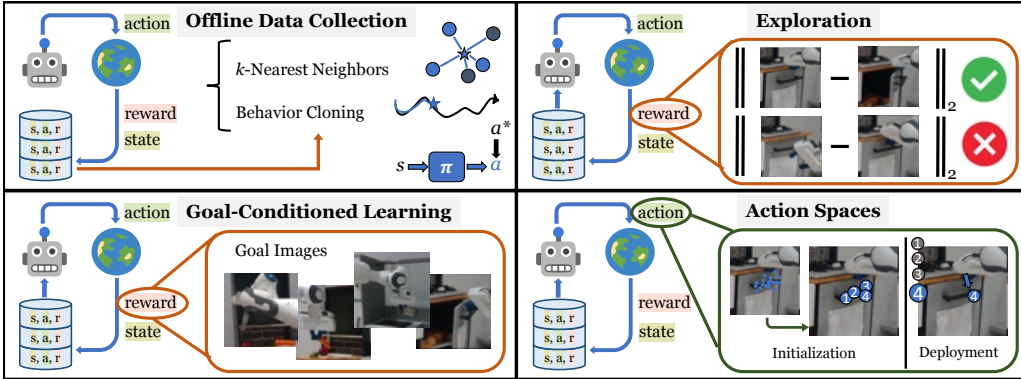 Offline Data Collection
action
k-Nearest Neighbors
Behavior Cloning
reward
state
s, a, r
s, a, r
s, a, r
a*
s π a
Exploration
action
reward
state
s, a, r
s, a, r
s, a, r
2
2
Goal-Conditioned Learning
action
Goal Images
reward
state
s, a, r
s, a, r
s, a, r
Action Spaces
action
reward
state
s, a, r
s, a, r
s, a, r
1 2 3 4
1
2
3
4
4
Initialization
Deployment